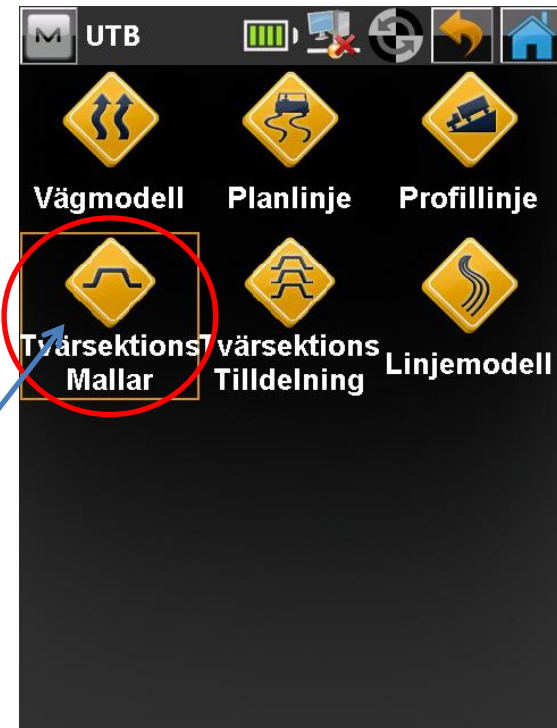 M UTB
Vägmodell Planlinje Profillinje
Tvärsektions Tvärsektions
Mallar Tilldelning Linjemodell